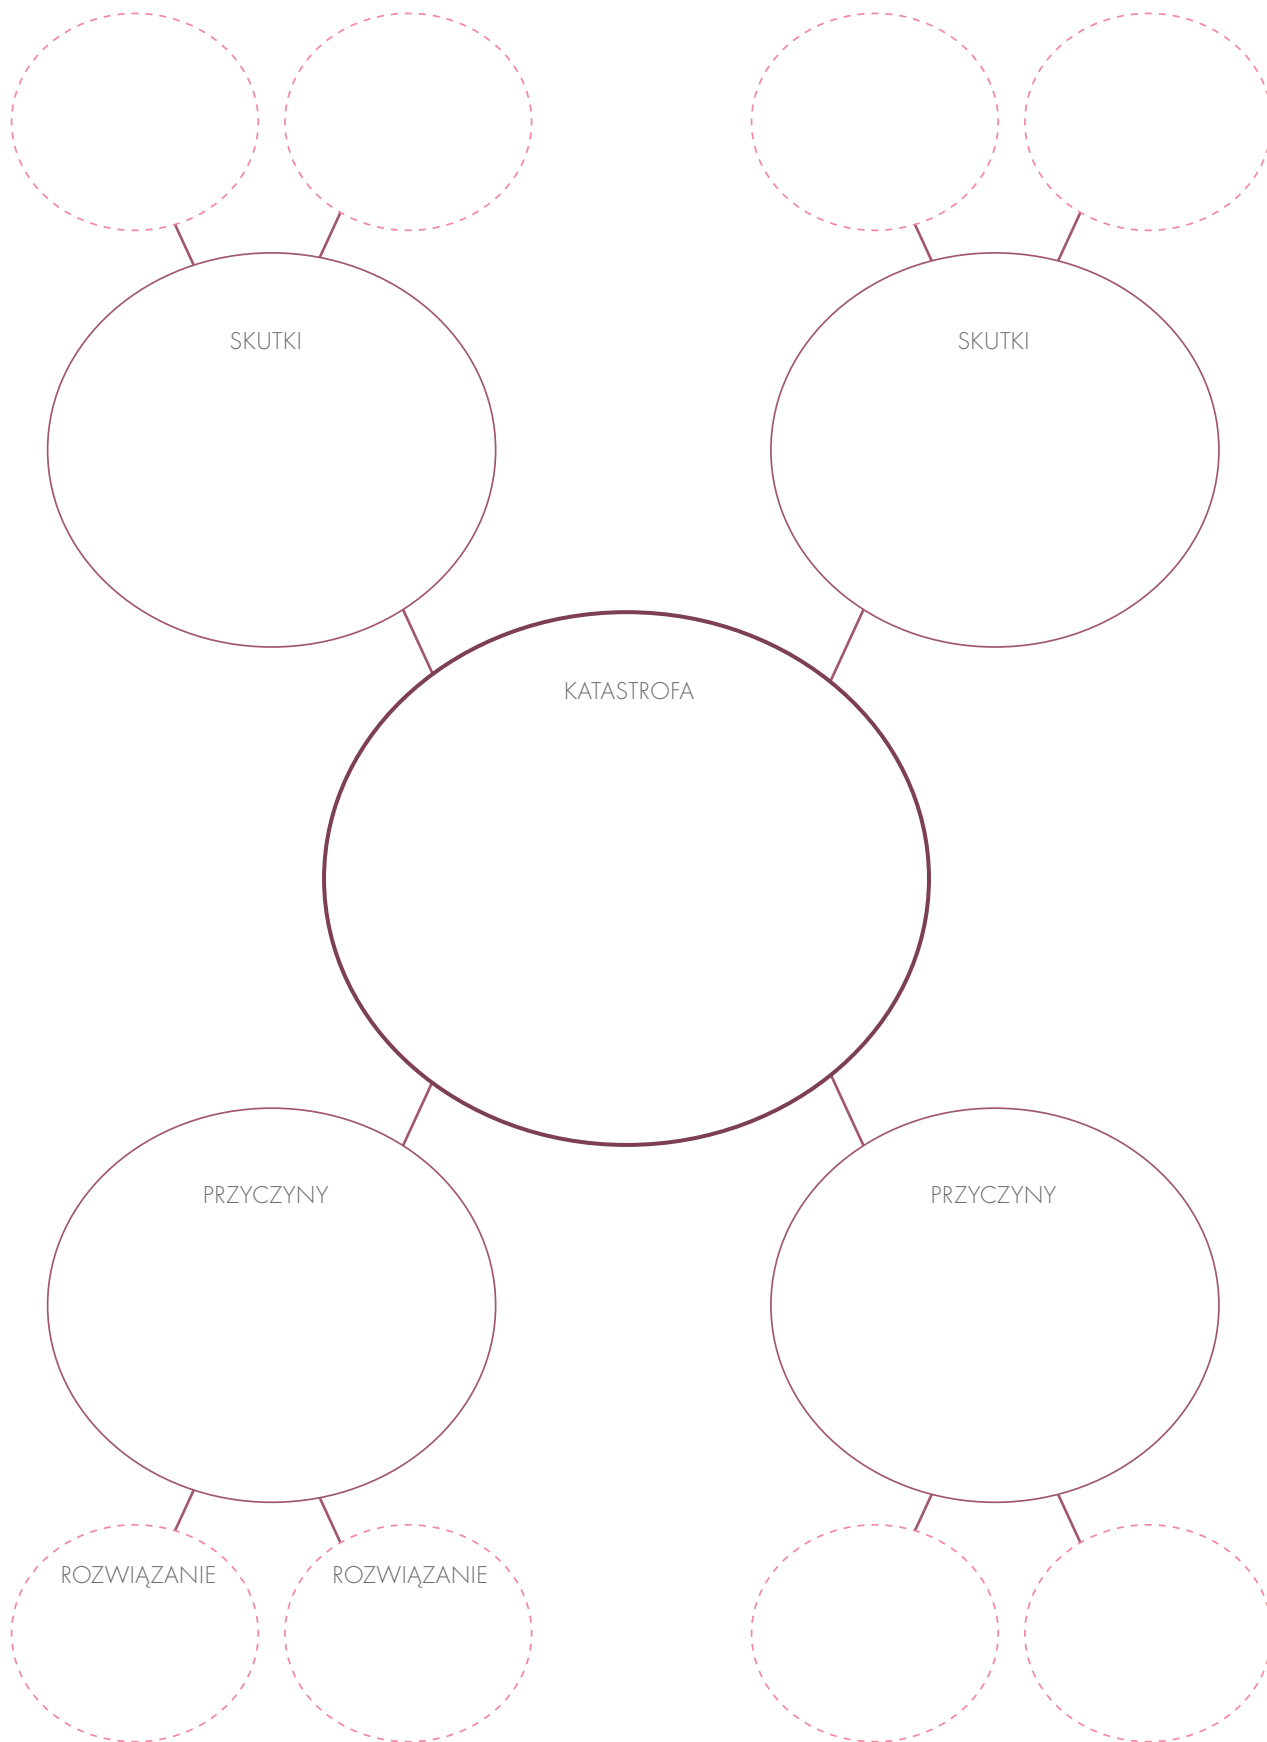 SKUTKI
SKUTKI
KATASTROFA
PRZYCZYNY
PRZYCZYNY
ROZWIĄZANIE
ROZWIĄZANIE